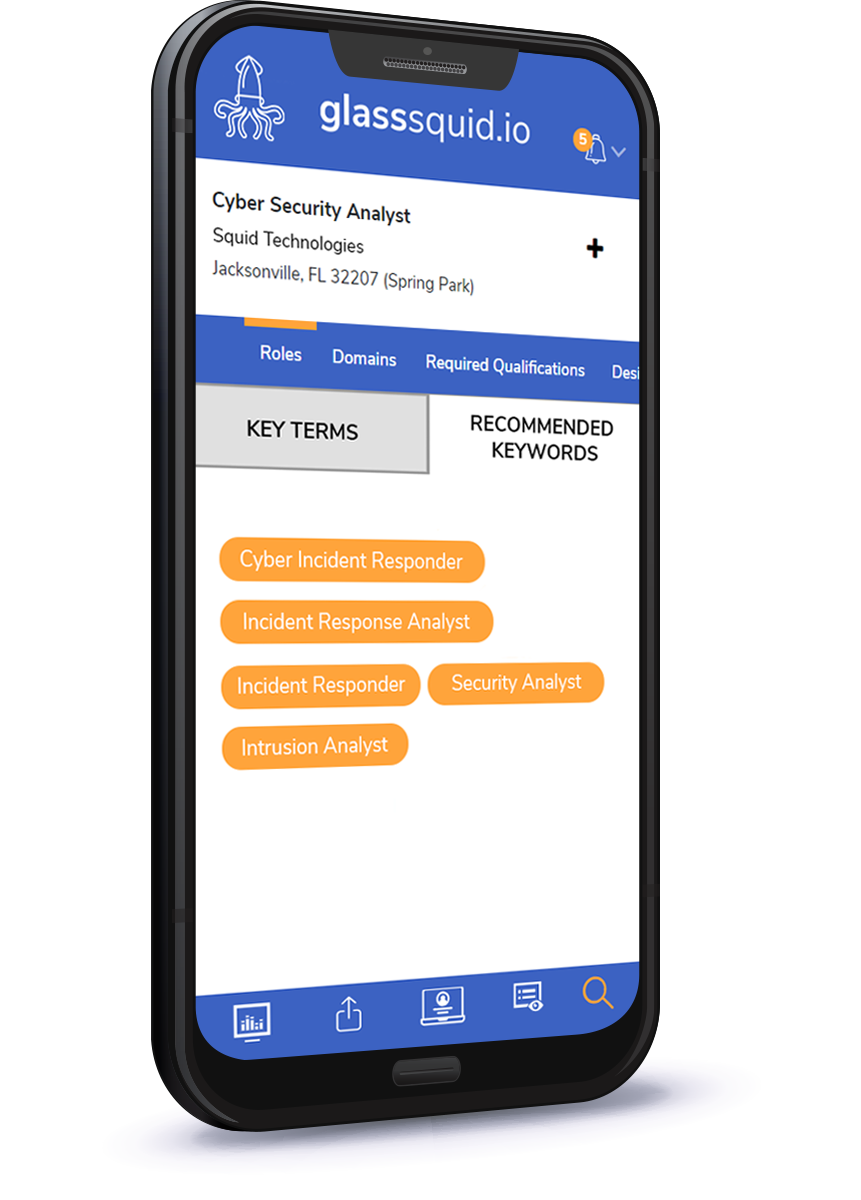 glasssquid.io
5
Cyber Security Analyst
Squid Technologies
Jacksonville, FL 32207 (Spring Park)
Roles Domains Required Qualifications Desi
KEY TERMS
RECOMMENDED
KEYWORDS
Cyber Incident Responder
Incident Response Analyst
Incident Responder Security Analyst
Intrusion Analyst